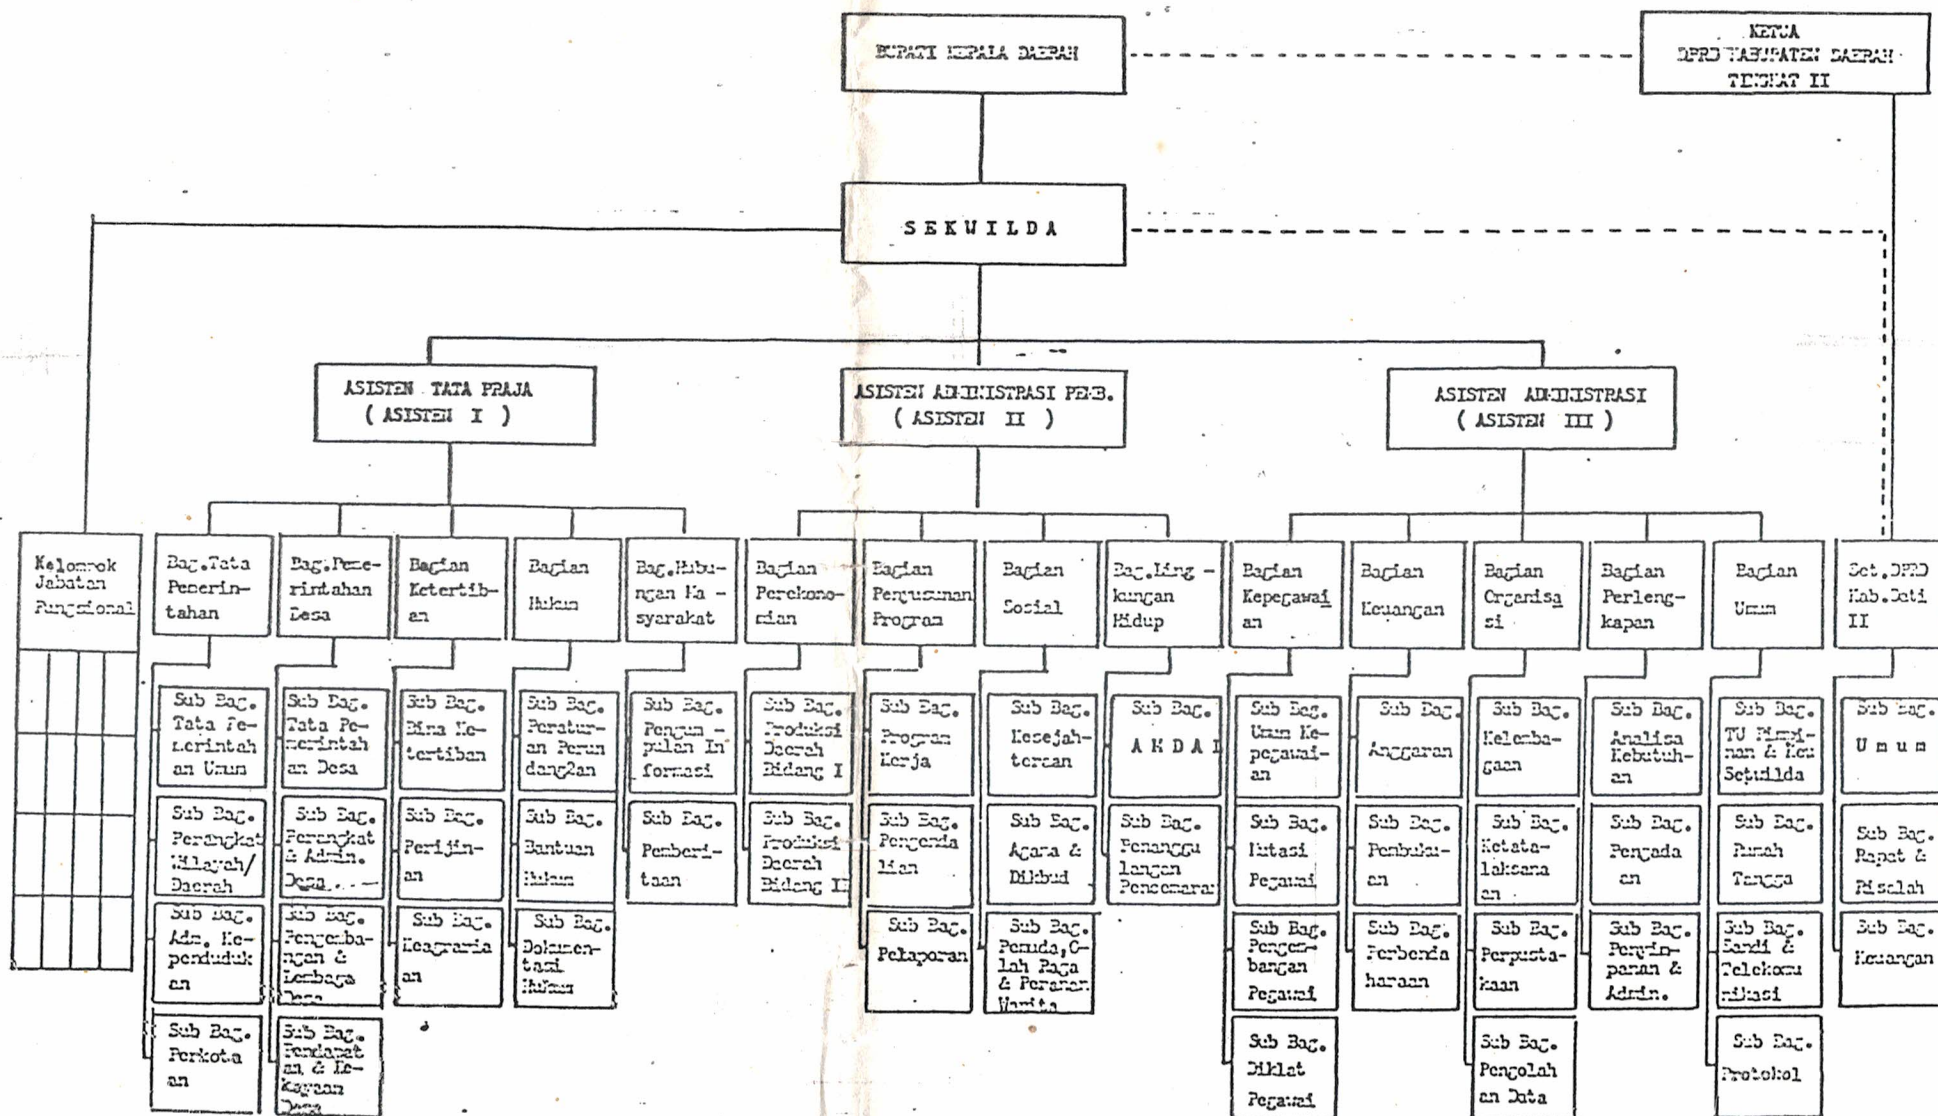 BUPATI KEPALA DAERAH
KETUA
DPRD KABUPATEN DAERAH
TINGKAT II
SEKWILDA
ASISTEN TATA PRAJA
( ASISTEN I )
ASISTEN ADMINISTRASI PEMB.
( ASISTEN II )
ASISTEN ADMINISTRASI
( ASISTEN III )
Kelompok
Jabatan
Fungsional
Bag.Tata
Pemerin-
tahan
Bag.Peme-
rintahan
Desa
Bagian
Ketertib-
an
Bagian
Hukum
Bag.Hubu-
ngan Ma -
syarakat
Bagian
Perekono-
mian
Bagian
Penyusunan
Program
Bagian
Sosial
Bag.Ling -
kungan
Hidup
Bagian
Kepegawai
an
Bagian
Keuangan
Bagian
Organisa
si
Bagian
Perleng-
kapan
Bagian
Umum
Set.DPRD
Kab.Dati
II
Sub Bag.
Tata Pe-
merintah
an Umum
Sub Bag.
Tata Pe-
merintah
an Desa
Sub Bag.
Bina Ke-
tertiban
Sub Bag.
Peratur-
an Perun
dang2an
Sub Bag.
Pengum -
pulan In
formasi
Sub Bag.
Produksi
Daerah
Bidang I
Sub Bag.
Program
Kerja
Sub Bag.
Kesejah-
teraan
Sub Bag.
A M D A L
Sub Bag.
Umum Ke-
pegawai-
an
Sub Bag.
Anggaran
Sub Bag.
Kelemba-
gaan
Sub Bag.
Analisa
Kebutuh-
an
Sub Bag.
TU Pimpi-
nan & Keu
Setwilda
Sub Bag.
U m u m
Sub Bag.
Perangkat
Wilayah/
Daerah
Sub Bag.
Perangkat
& Admin.
Desa
Sub Bag.
Perijin-
an
Sub Bag.
Bantuan
Hukum
Sub Bag.
Pemberi-
taan
Sub Bag.
Produksi
Daerah
Bidang II
Sub Bag.
Pengenda
lian
Sub Bag.
Agama &
Dikbud
Sub Bag.
Penanggu
langan
Pencemaran
Sub Bag.
Mutasi
Pegawai
Sub Bag.
Pembuku-
an
Sub Bag.
Ketata-
laksana
an
Sub Bag.
Pengada
an
Sub Bag.
Rumah
Tangga
Sub Bag.
Rapat &
Risalah
Sub Bag.
Adm. Ke-
penduduk
an
Sub Bag.
Pengemba-
ngan &
Lembaga
Desa
Sub Bag.
Keagraria
an
Sub Bag.
Dokumen-
tasi
Hukum
Sub Bag.
Pelaporan
Sub Bag.
Pemuda,O-
lah Raga
& Peranan
Wanita
Sub Bag.
Pengem-
bangan
Pegawai
Sub Bag.
Perbenda
haraan
Sub Bag.
Perpusta-
kaan
Sub Bag.
Penyim-
panan &
Admin.
Sub Bag.
Sandi &
Telekomu
nikasi
Sub Bag.
Keuangan
Sub Bag.
Perkota
an
Sub Bag.
Pendapat
an & Ke-
kayaan
Desa
Sub Bag.
Diklat
Pegawai
Sub Bag.
Pengolah
an Data
Sub Bag.
Protokol